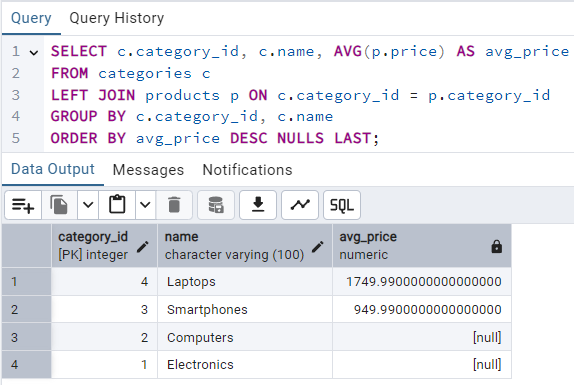 Query Query History
1 SELECT c.category_id, c.name, AVG(p.price) AS avg_price
2 FROM categories c
3 LEFT JOIN products p ON c.category_id = p.category_id
4 GROUP BY c.category_id, c.name
5 ORDER BY avg_price DESC NULLS LAST;
Data Output Messages Notifications
SQL
category_id name avg_price
[PK] integer character varying (100) numeric
1 4 Laptops 1749.9900000000000000
2 3 Smartphones 949.9900000000000000
3 2 Computers [null]
4 1 Electronics [null]